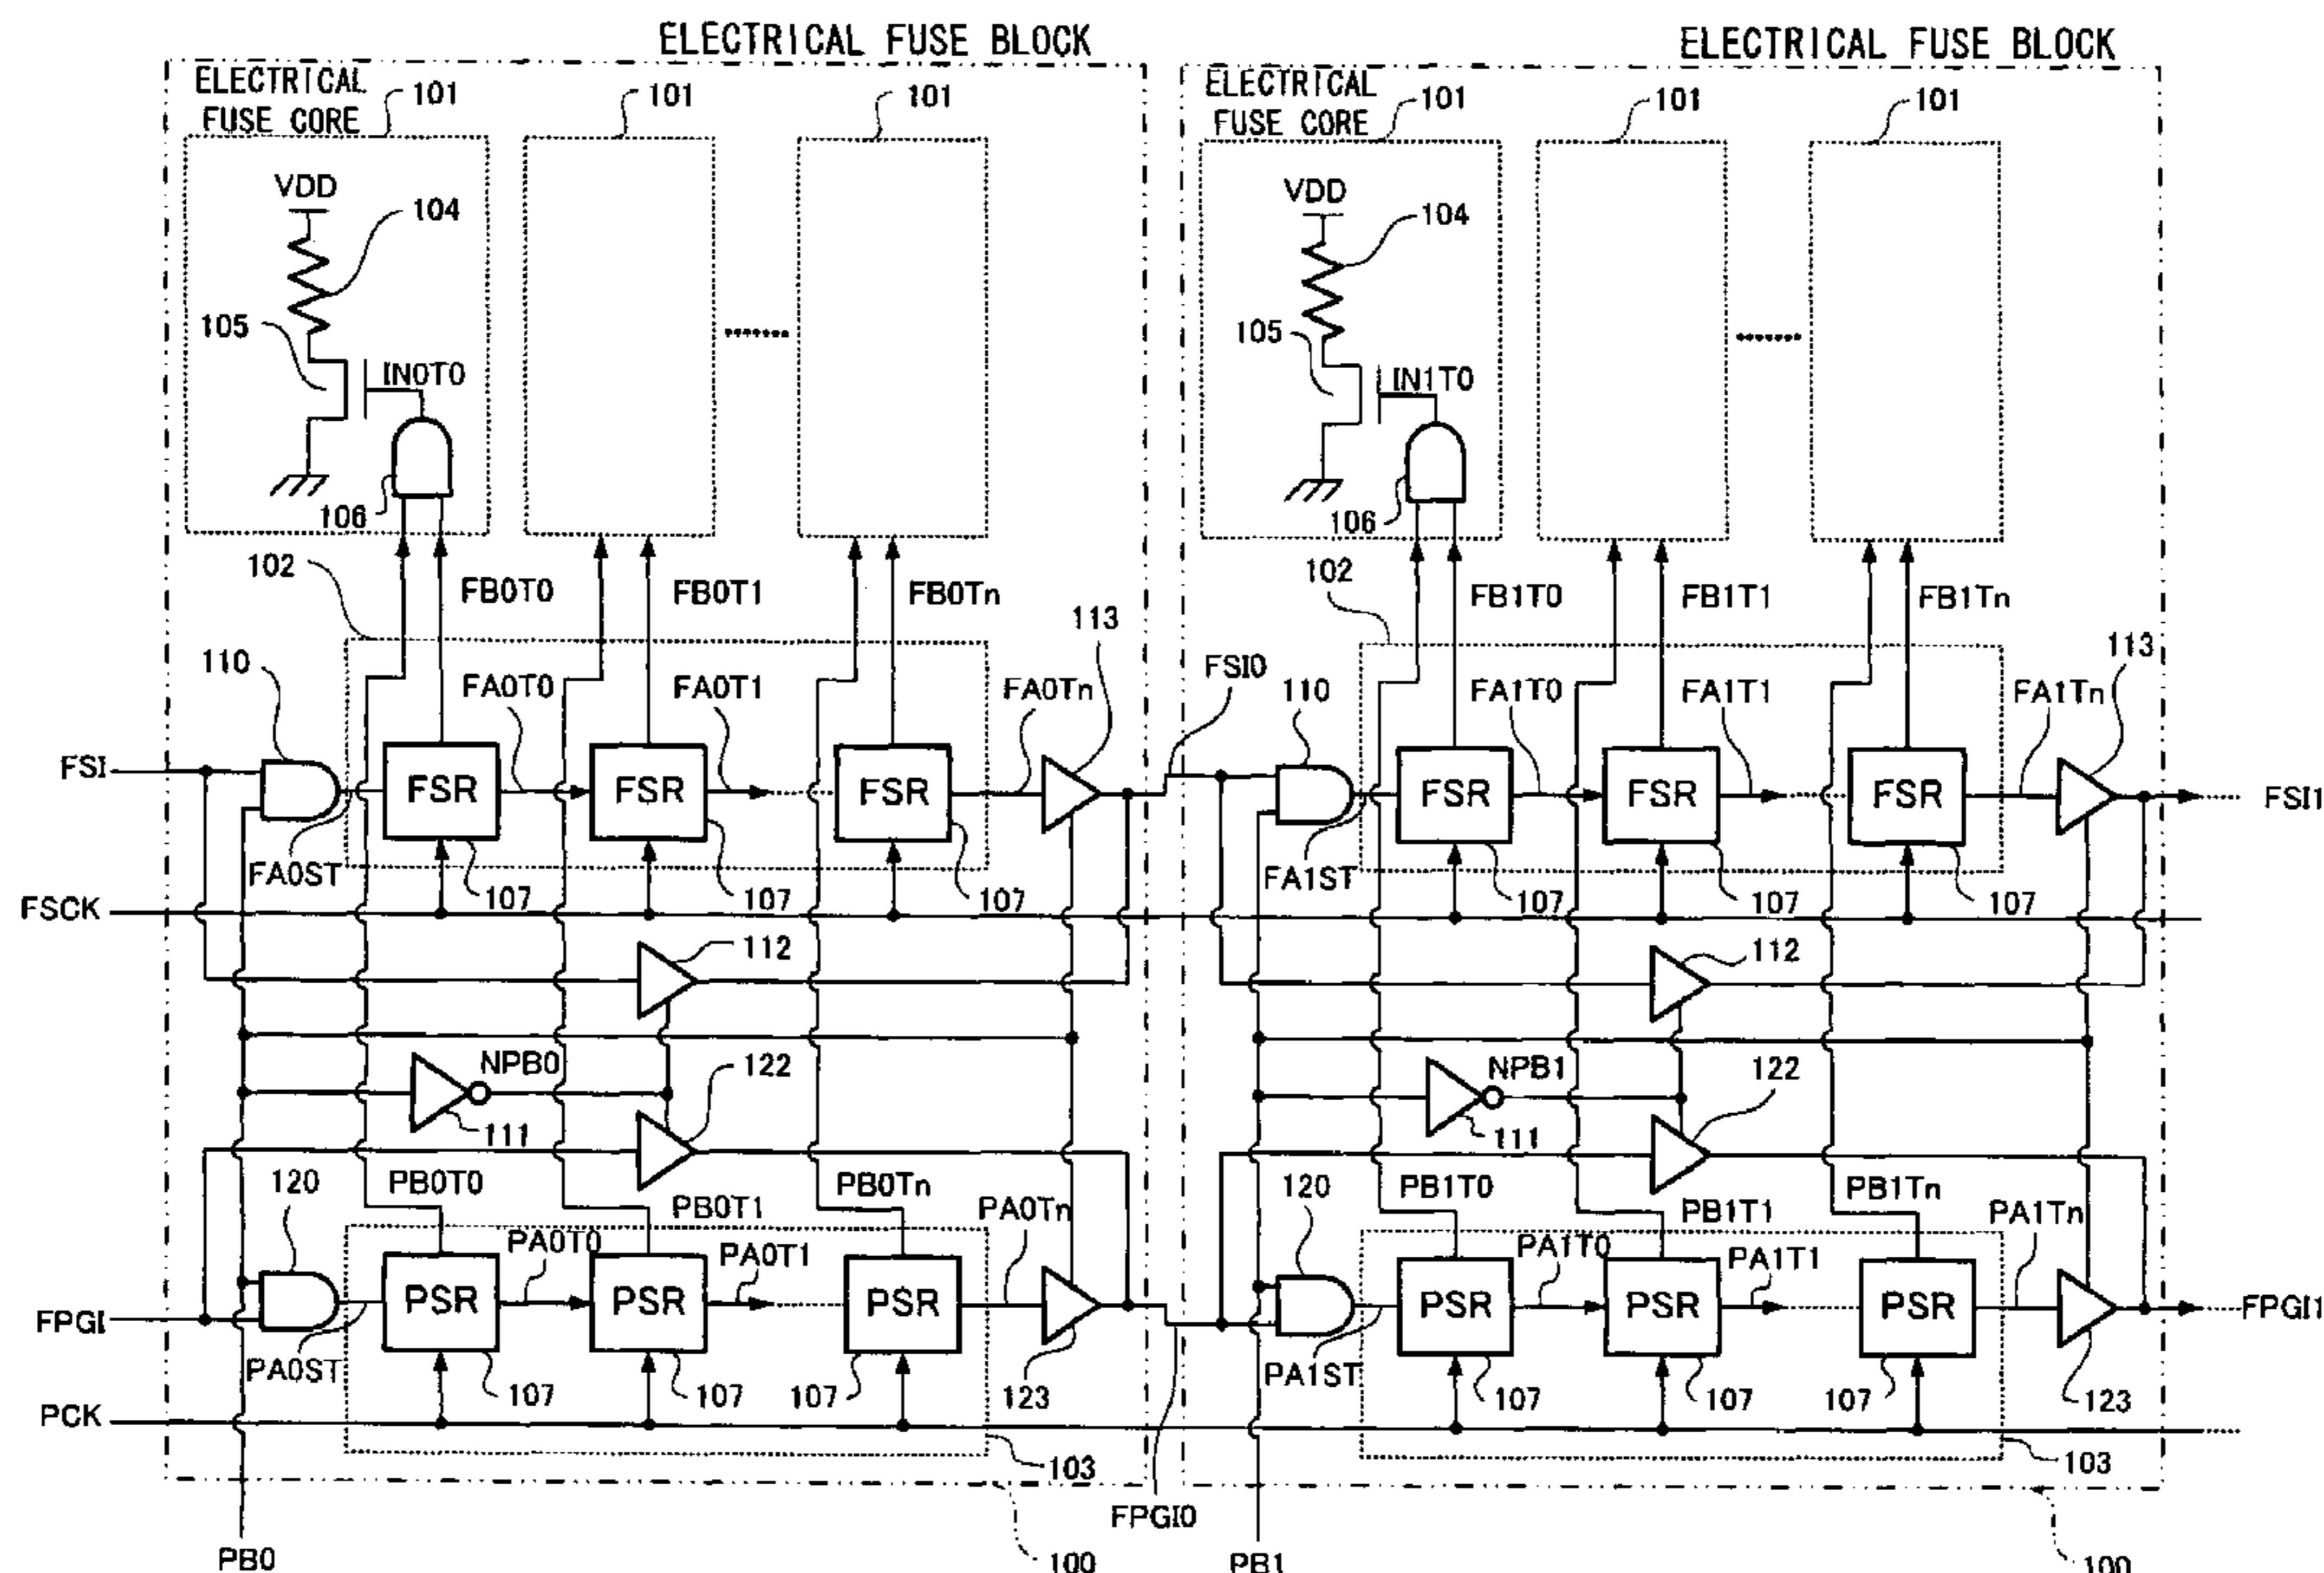 ELECTRICAL FUSE BLOCK
ELECTRICAL FUSE BLOCK
ELECTRICAL
FUSE CORE
101
101
101
ELECTRICAL
FUSE CORE
101
101
101
VDD
104
105
IN0T0
106
VDD
104
105
IN1T0
106
102
FB0T0
FB0T1
FB0Tn
113
102
FB1T0
FB1T1
FB1Tn
113
110
FA0T0
FA0T1
FA0Tn
FSI0
110
FA1T0
FA1T1
FA1Tn
FSI
FSR
FSR
FSR
FSR
FSR
FSR
FSI1
FA0ST
107
107
107
FA1ST
107
107
107
FSCK
112
112
NPB0
122
NPB1
122
111
111
120
PB0T0
PB0T1
PB0Tn
PA0Tn
120
PB1T0
PB1T1
PB1Tn
PA1Tn
PA0T0
PA0T1
PA1T0
PA1T1
FPGI
PSR
PSR
PSR
PSR
PSR
PSR
FPGI1
PA0ST
107
107
107
123
PA1ST
107
107
107
123
PCK
103
103
FPGI0
PB0
100
PB1
100